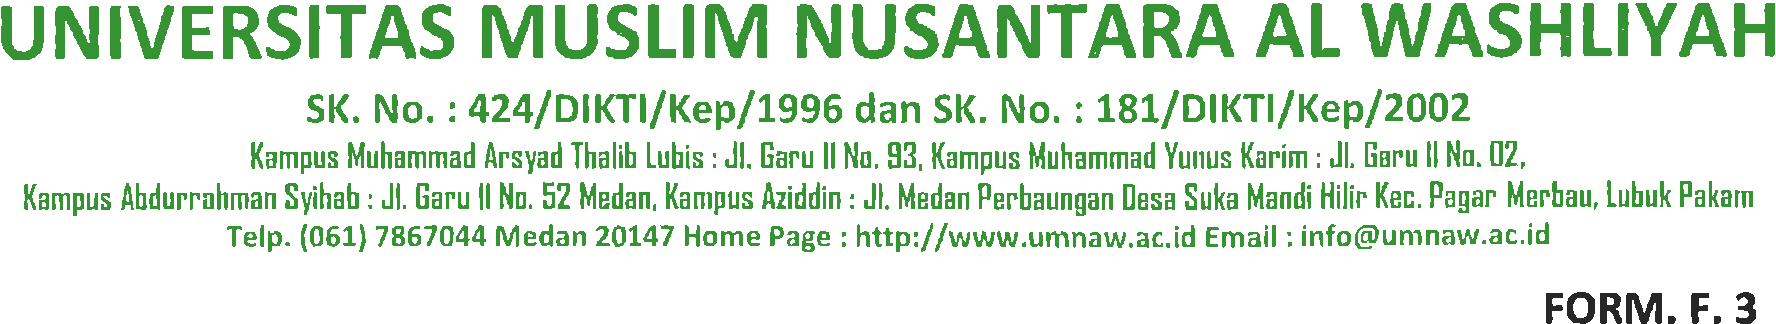 UNIVERSITAS MUSLIM NUSANTARA AL WASHLIYAH
SK. No. : 424/DIKTI/Kep/1996 dan SK. No. : 181/DIKTI/Kep/2002
Kampus Muhammad Arsyad Thalib Lubis : Jl. Garu II No. 93, Kampus Muhammad Yunus Karim : Jl. Garu II No. 02,
Kampus Abdurrahman Syihab : Jl. Garu II No. 52 Medan, Kampus Aziddin : Jl. Medan Perbaungan Desa Suka Mandi Hilir Kec. Pagar Merbau, Lubuk Pakam
Telp. (061) 7867044 Medan 20147 Home Page : http://www.umnaw.ac.id Email : info@umnaw.ac.id
FORM. F. 3